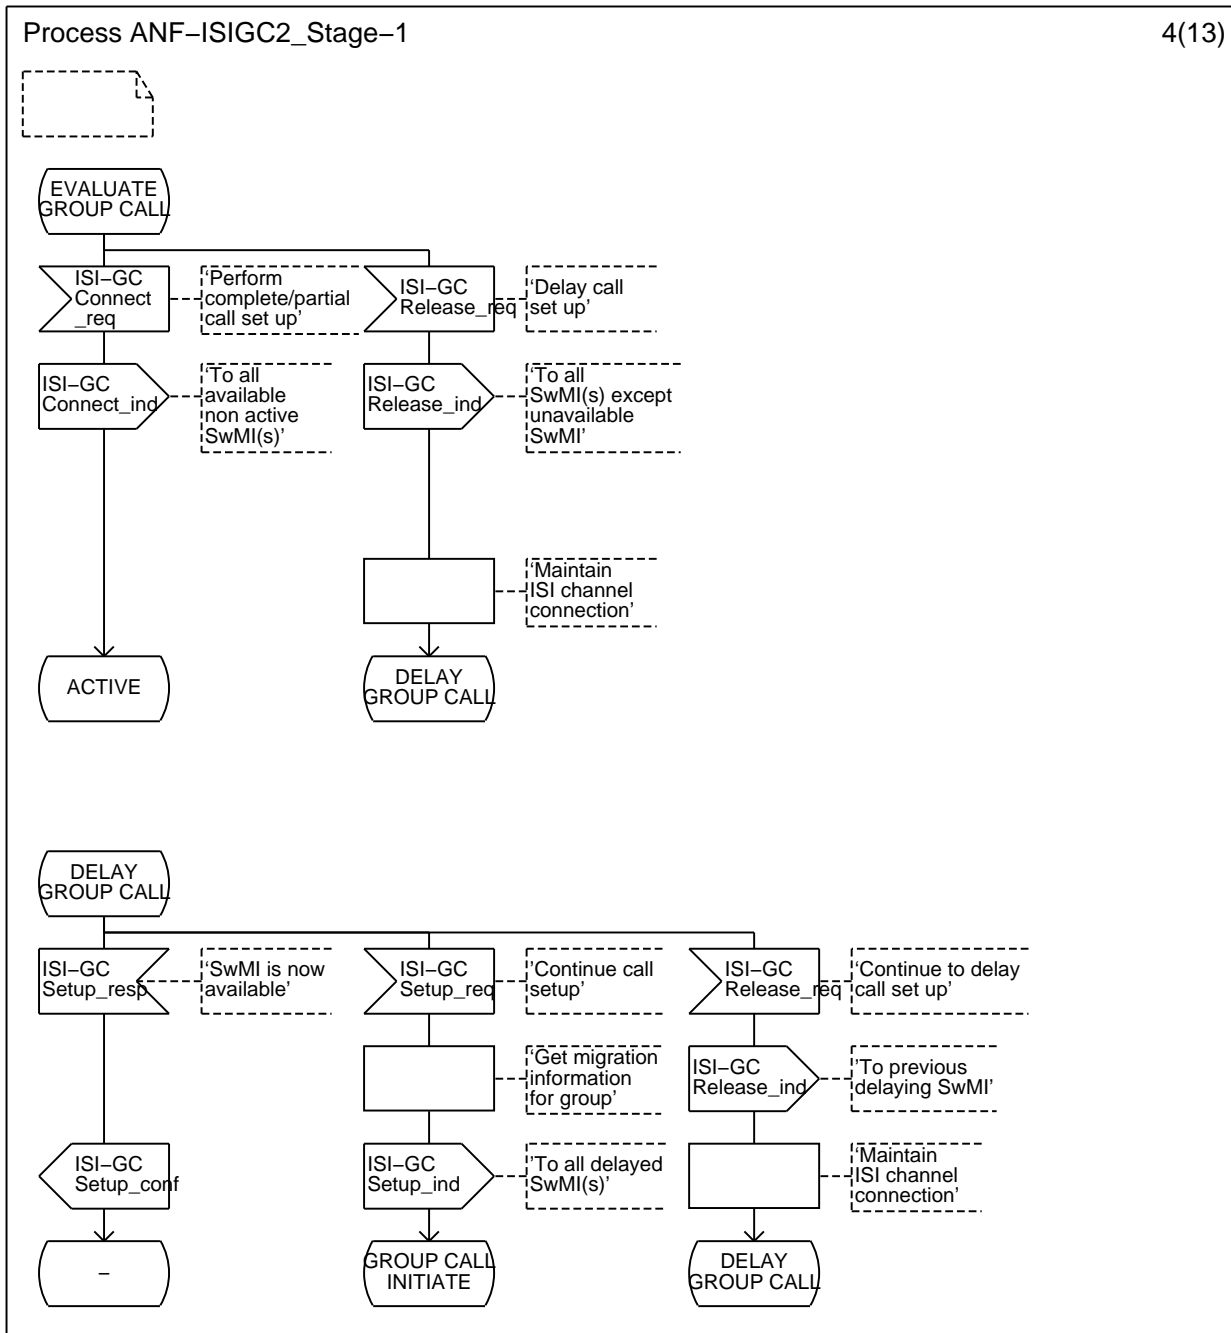 Process ANF–ISIGC2_Stage–1
4(13)
EVALUATE
GROUP CALL
ISI–GC
Connect
_req
‘Perform
complete/partial
call set up’
ISI–GC
Release_req
‘Delay call
set up’
ISI–GC
Connect_ind
‘To all
available
non active
SwMI(s)’
ISI–GC
Release_ind
‘To all
SwMI(s) except
unavailable
SwMI’
‘Maintain
ISI channel
connection’
ACTIVE
DELAY
GROUP CALL
DELAY
GROUP CALL
ISI–GC
Setup_resp
‘SwMI is now
available’
ISI–GC
Setup_req
’Continue call
setup’
ISI–GC
Release_req
‘Continue to delay
call set up’
‘Get migration
information
for group’
ISI–GC
Release_ind
’To previous
delaying SwMI’
ISI–GC
Setup_conf
ISI–GC
Setup_ind
’To all delayed
SwMI(s)’
‘Maintain
ISI channel
connection’
–
GROUP CALL
INITIATE
DELAY
GROUP CALL